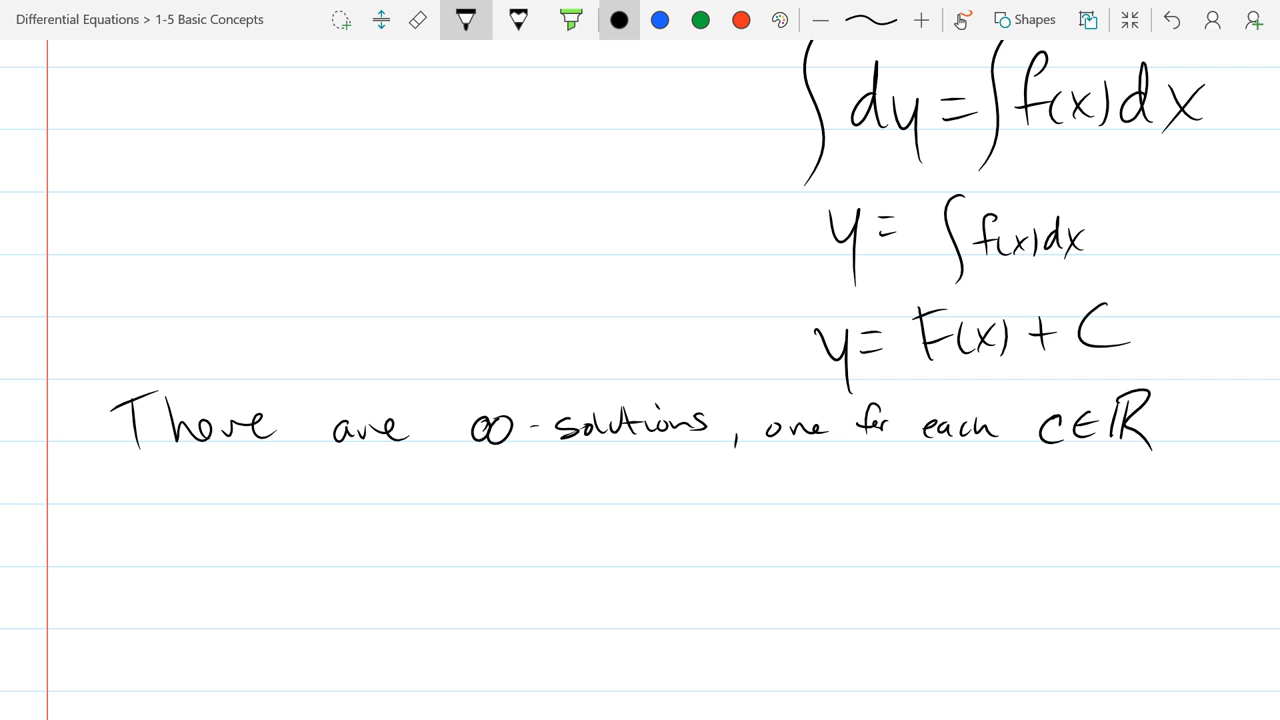 Differential Equations > 1-5 Basic Concepts
Shapes
∫ dy = ∫ f(x) dx
y = ∫ f(x) dx
y = F(x) + C
There are ∞ - solutions, one for each C ∈ ℝ